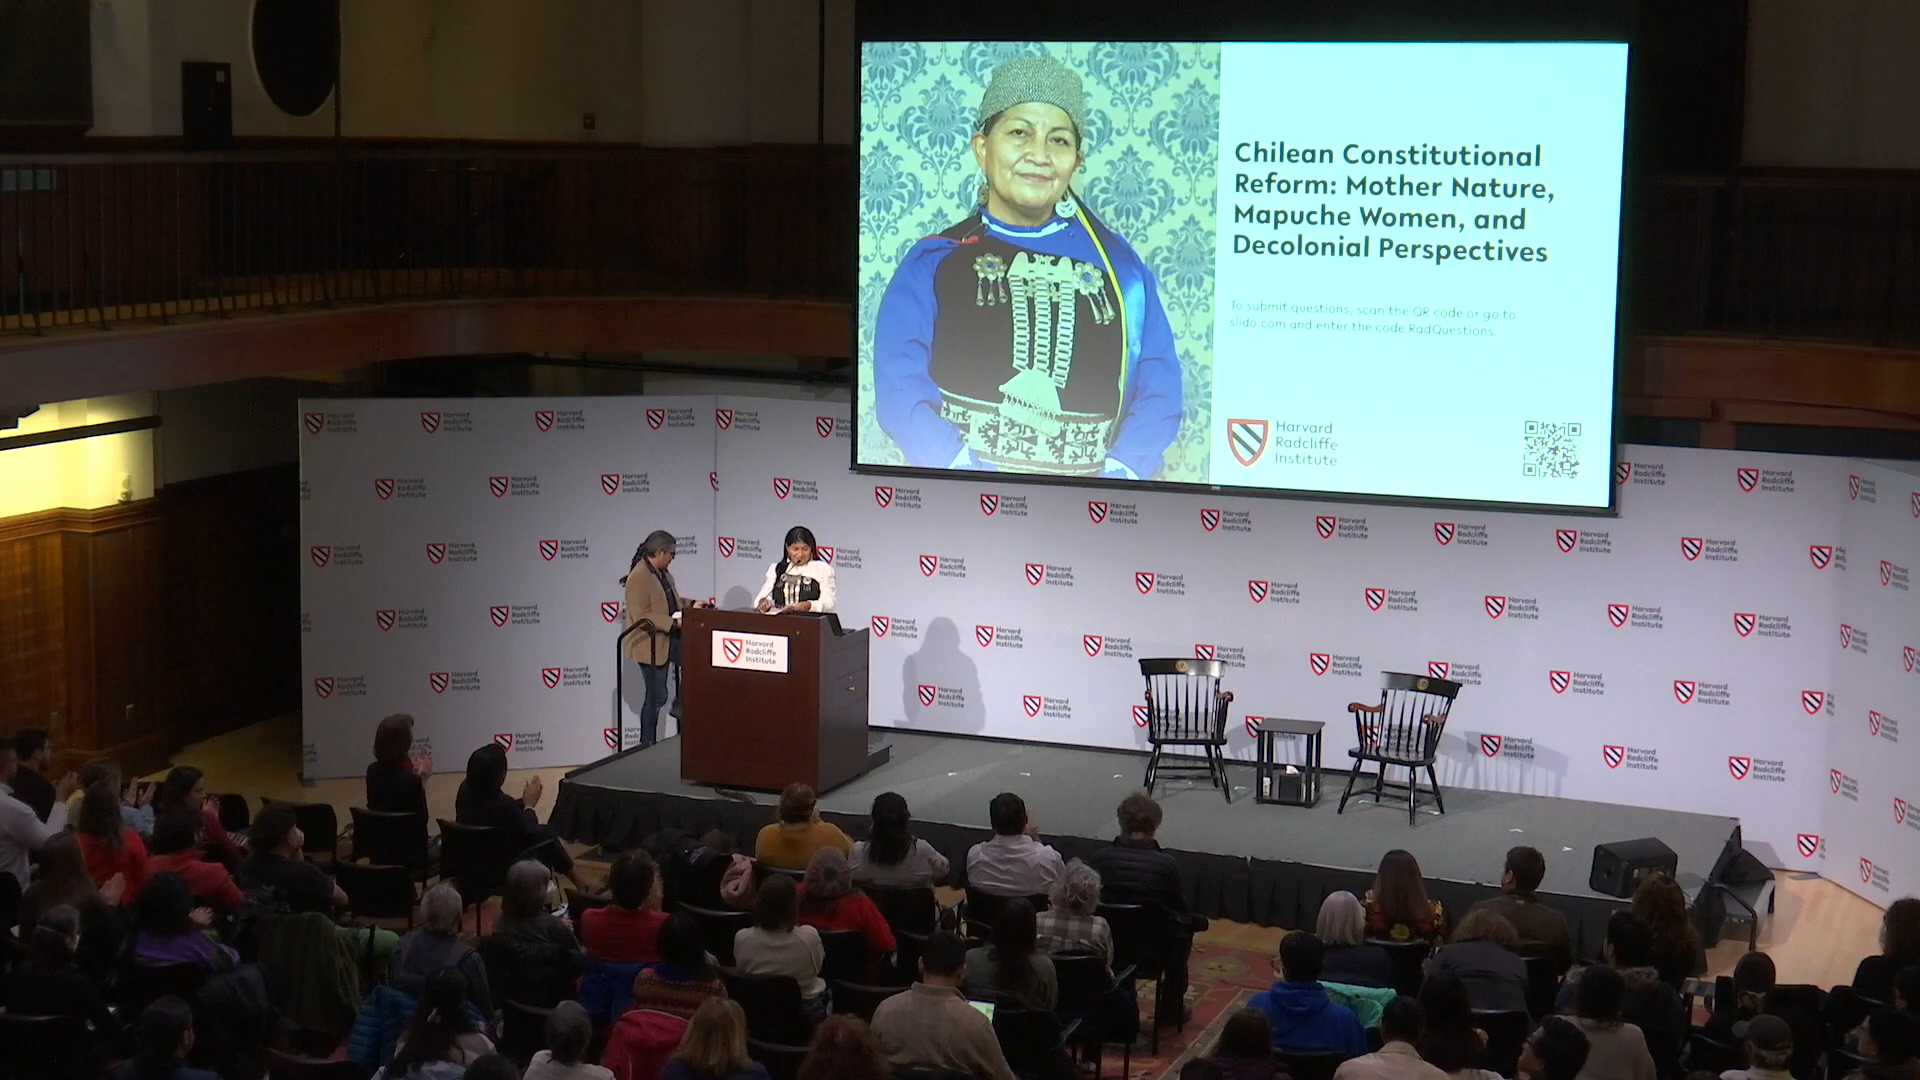 Chilean Constitutional
Reform: Mother Nature,
Mapuche Women, and
Decolonial Perspectives
To submit questions, scan the QR code or go to
slido.com and enter the code RadQuestions.
Harvard
Radcliffe
Institute
Harvard
Radcliffe
Institute